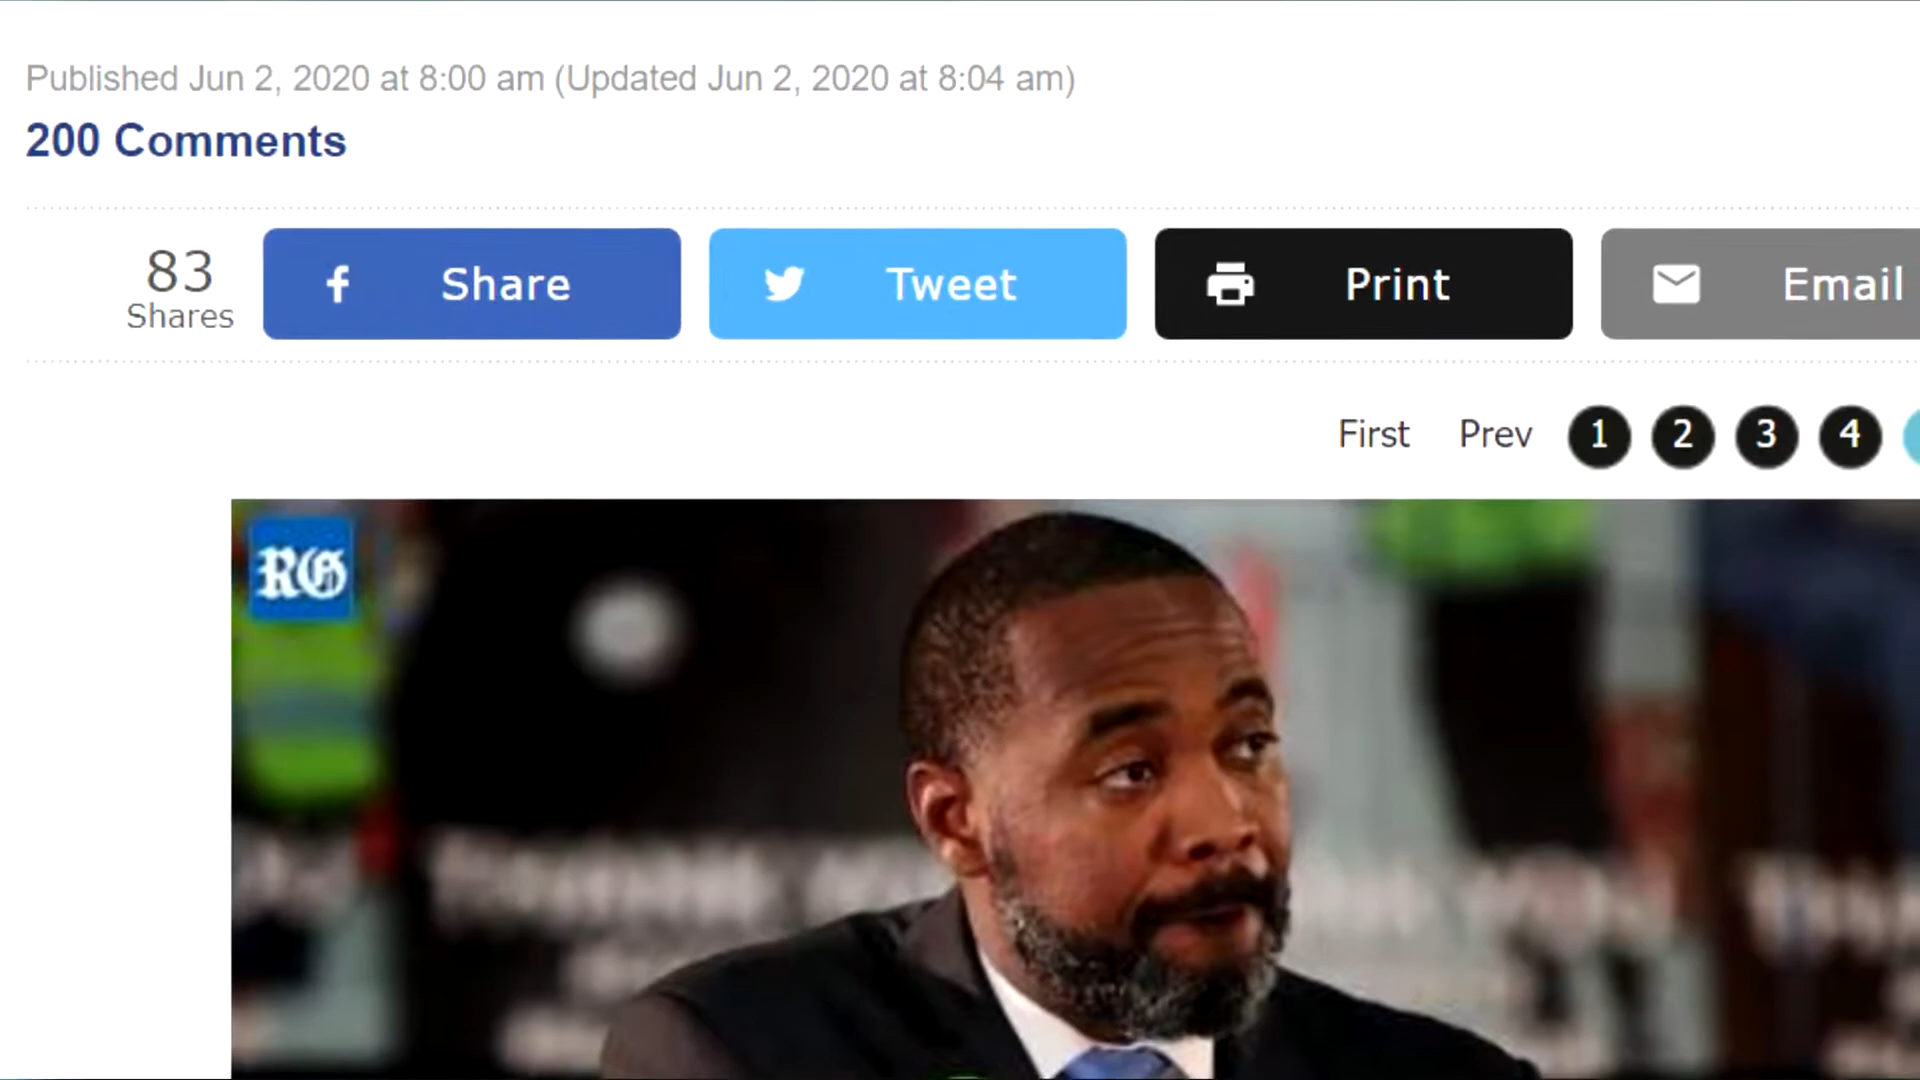 Published Jun 2, 2020 at 8:00 am (Updated Jun 2, 2020 at 8:04 am)
200 Comments
83
Shares
Share
Tweet
Print
Email
First Prev 1 2 3 4
RG